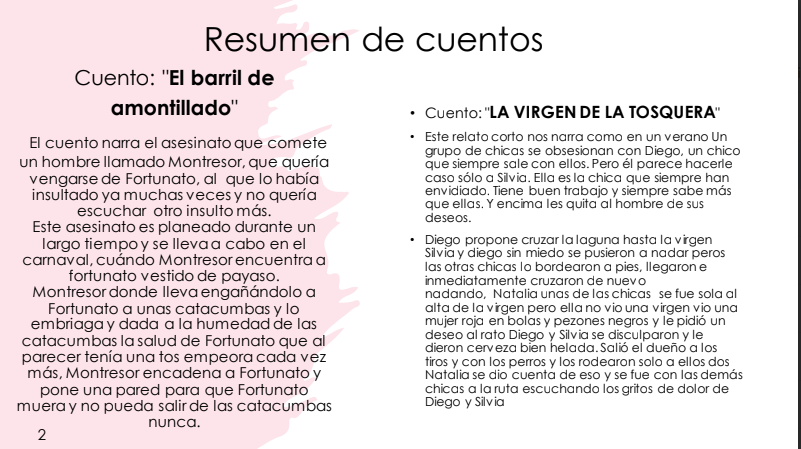 Resumen de cuentos
Cuento: "El barril de
amontillado"
El cuento narra el asesinato que comete
un hombre llamado Montresor, que quería
vengarse de Fortunato, al que lo había
insultado ya muchas veces y no quería
escuchar otro insulto más.
Este asesinato es planeado durante un
largo tiempo y se lleva a cabo en el
carnaval, cuándo Montresor encuentra a
fortunato vestido de payaso.
Montresor donde lleva engañándolo a
Fortunato a unas catacumbas y lo
embriaga y dada a la humedad de las
catacumbas la salud de Fortunato que al
parecer tenía una tos empeora cada vez
más, Montresor encadena a Fortunato y
pone una pared para que Fortunato
muera y no pueda salir de las catacumbas
nunca.
2
• Cuento: "LA VIRGEN DE LA TOSQUERA"
• Este relato corto nos narra como en un verano Un
grupo de chicas se obsesionan con Diego, un chico
que siempre sale con ellos. Pero él parece hacerle
caso sólo a Silvia. Ella es la chica que siempre han
envidiado. Tiene buen trabajo y siempre sabe más
que ellas. Y encima les quita al hombre de sus
deseos.
• Diego propone cruzar la laguna hasta la virgen
Silvia y diego sin miedo se pusieron a nadar peros
las otras chicas lo bordearon a pies, llegaron e
inmediatamente cruzaron de nuevo
nadando, Natalia unas de las chicas se fue sola al
alta de la virgen pero ella no vio una virgen vio una
mujer roja en bolas y pezones negros y le pidió un
deseo al rato Diego y Silvia se disculparon y le
dieron cerveza bien helada. Salió el dueño a los
tiros y con los perros y los rodearon solo a ellos dos
Natalia se dio cuenta de eso y se fue con las demás
chicas a la ruta escuchando los gritos de dolor de
Diego y Silvia